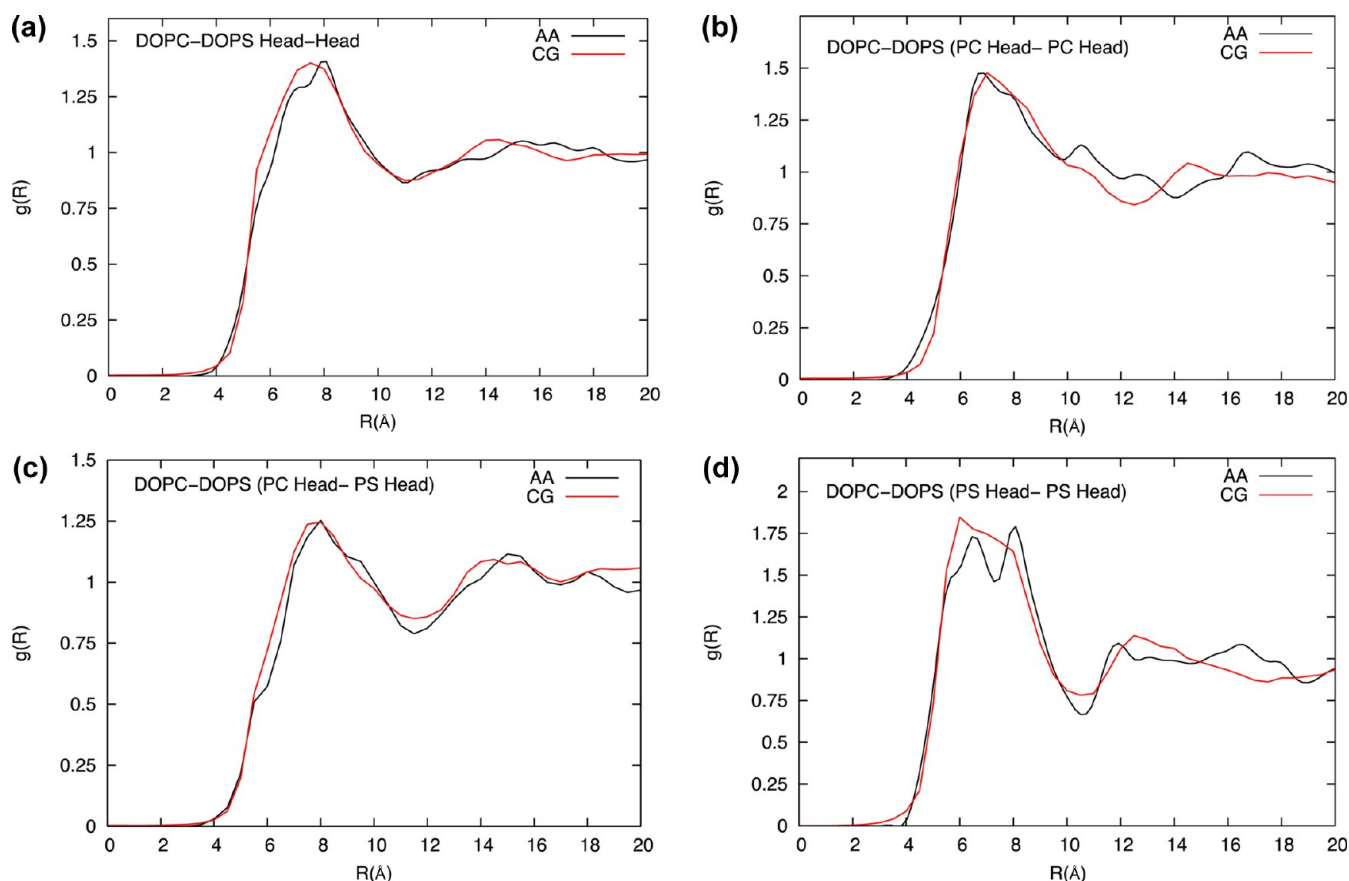 (a)
DOPC-DOPS Head-Head
AA
CG
1.5
1.25
1
0.75
0.5
0.25
0
g(R)
0 2 4 6 8 10 12 14 16 18 20
R(Å)
(b)
DOPC-DOPS (PC Head- PC Head)
AA
CG
1.5
1.25
1
0.75
0.5
0.25
0
g(R)
0 2 4 6 8 10 12 14 16 18 20
R(Å)
(c)
DOPC-DOPS (PC Head- PS Head)
AA
CG
1.5
1.25
1
0.75
0.5
0.25
0
g(R)
0 2 4 6 8 10 12 14 16 18 20
R(Å)
(d)
DOPC-DOPS (PS Head- PS Head)
AA
CG
2
1.75
1.5
1.25
1
0.75
0.5
0.25
0
g(R)
0 2 4 6 8 10 12 14 16 18 20
R(Å)